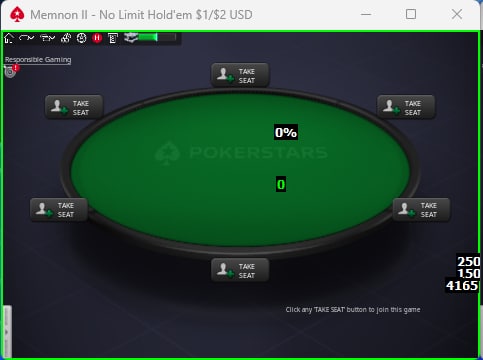 Memnon II - No Limit Hold'em $1/$2 USD
Responsible Gaming
TAKE
SEAT
TAKE
SEAT
TAKE
SEAT
0%
POKERSTARS
0
TAKE
SEAT
TAKE
SEAT
TAKE
SEAT
250
150
4165
Click any 'TAKE SEAT' button to join this game